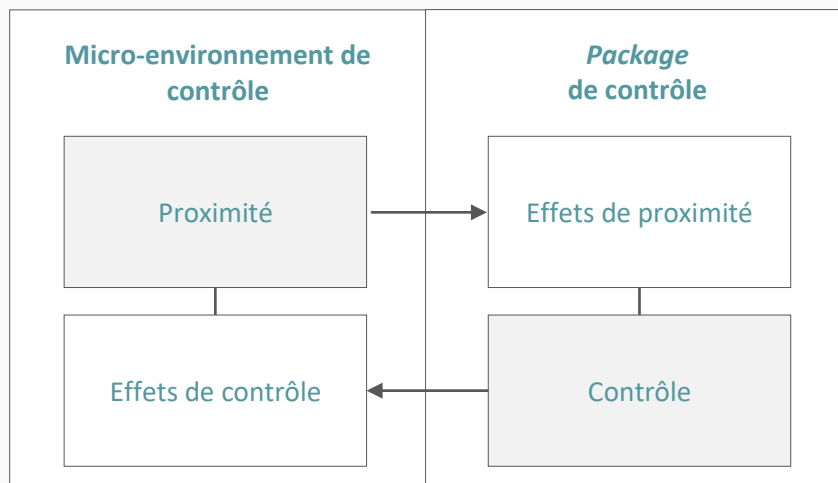 Micro-environnement de
contrôle
Package
de contrôle
Proximité
Effets de proximité
Effets de contrôle
Contrôle